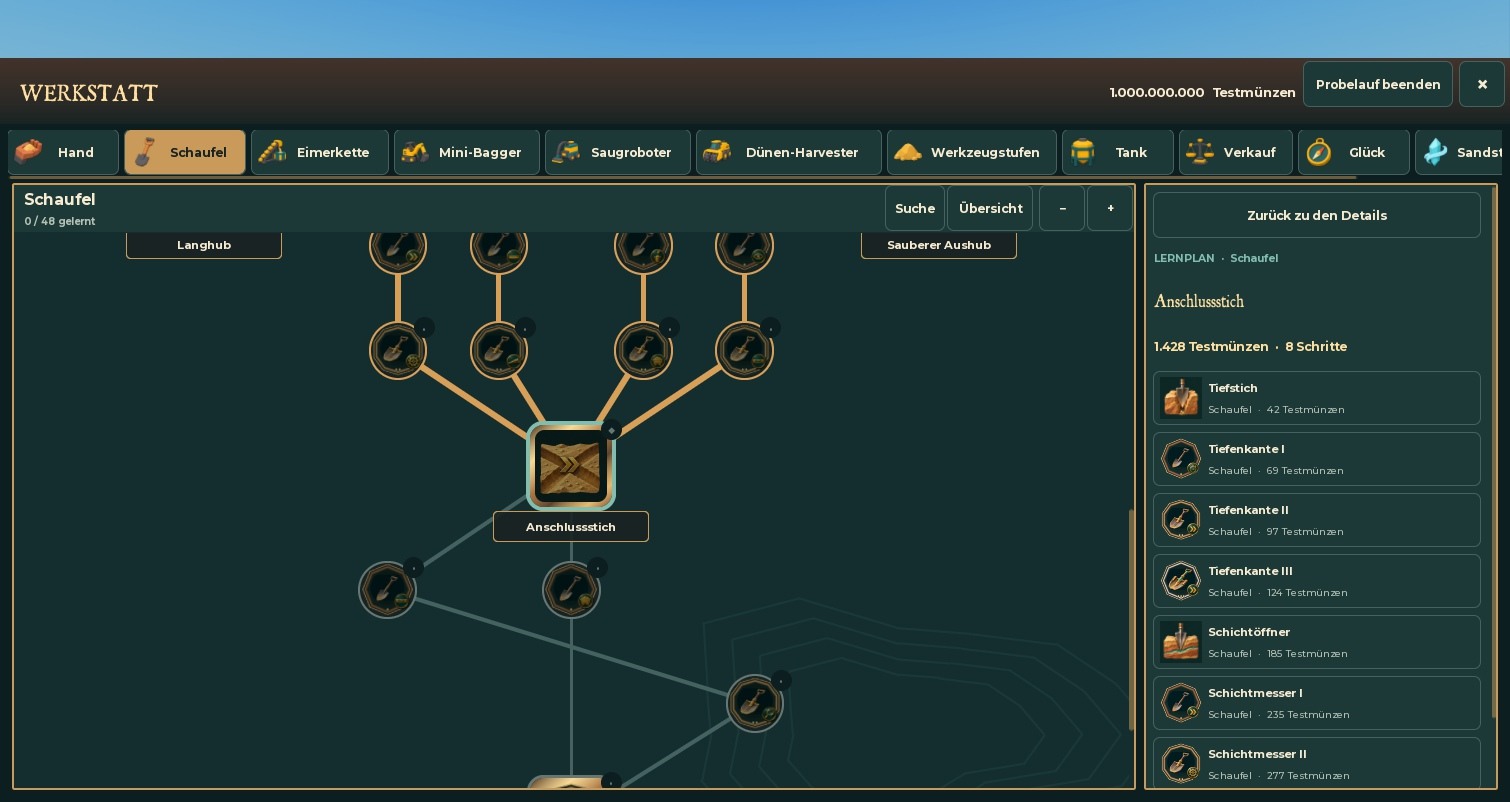 WERKSTATT
1.000.000.000 Testmünzen
Probelauf beenden
×
Hand
Schaufel
Eimerkette
Mini-Bagger
Saugroboter
Dünen-Harvester
Werkzeugstufen
Tank
Verkauf
Glück
Sandst
Schaufel
0 / 48 gelernt
Suche
Übersicht
–
+
Langhub
Sauberer Aushub
Anschlussstich
Zurück zu den Details
LERNPLAN · Schaufel
Anschlussstich
1.428 Testmünzen · 8 Schritte
Tiefstich
Schaufel · 42 Testmünzen
Tiefenkante I
Schaufel · 69 Testmünzen
Tiefenkante II
Schaufel · 97 Testmünzen
Tiefenkante III
Schaufel · 124 Testmünzen
Schichtöffner
Schaufel · 185 Testmünzen
Schichtmesser I
Schaufel · 235 Testmünzen
Schichtmesser II
Schaufel · 277 Testmünzen